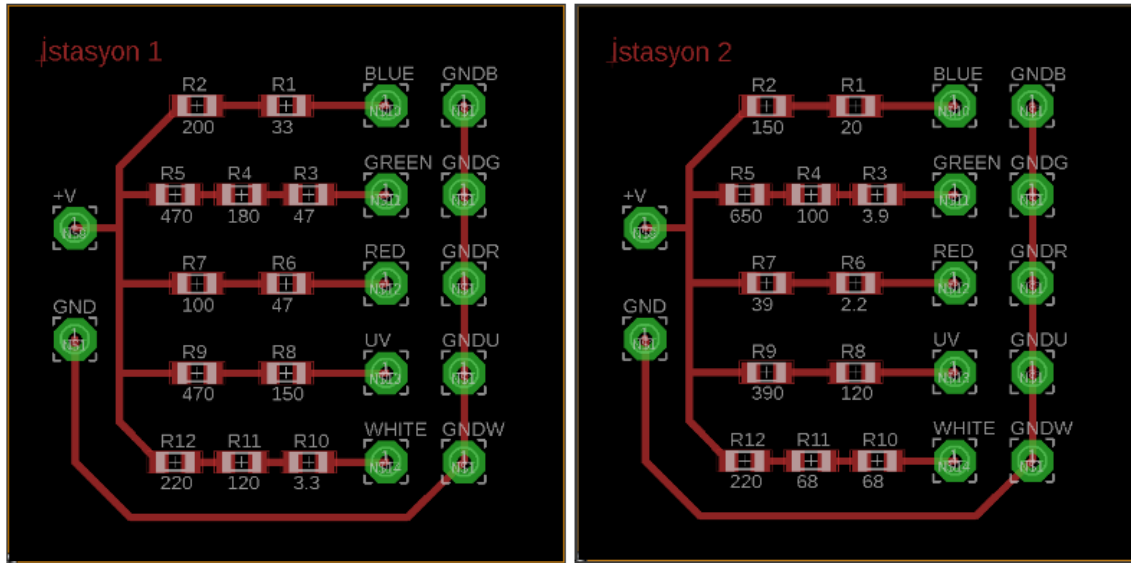 İstasyon 1
BLUE GNDB
R2 R1
200 33
GREEN GNDG
R5 R4 R3
470 180 47
+V
RED GNDR
R7 R6
100 47
GND
UV GNDU
R9 R8
470 150
WHITE GNDW
R12 R11 R10
220 120 3.3
İstasyon 2
BLUE GNDB
R2 R1
150 20
GREEN GNDG
R5 R4 R3
650 100 3.9
+V
RED GNDR
R7 R6
39 2.2
GND
UV GNDU
R9 R8
390 120
WHITE GNDW
R12 R11 R10
220 68 68